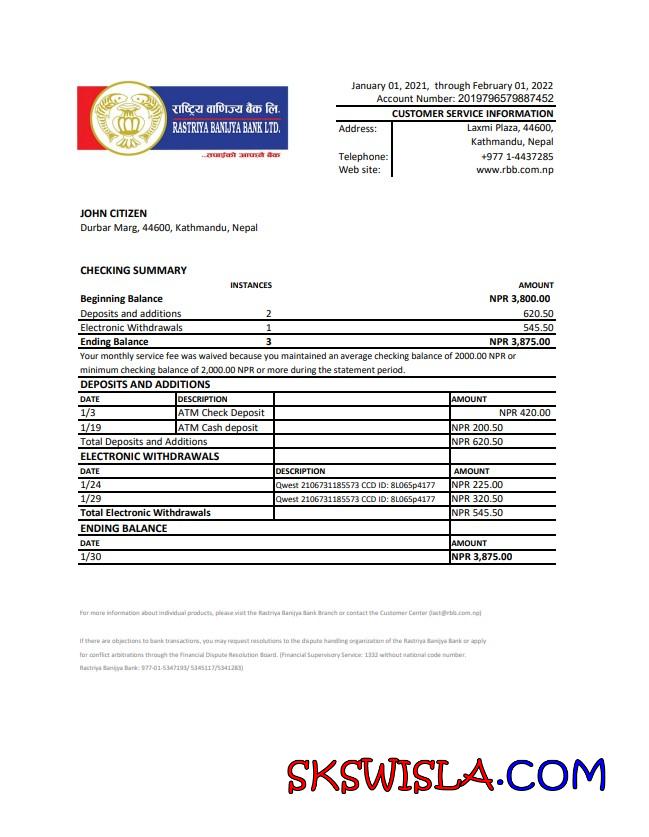 राष्ट्रिय वाणिज्य बैंक लि.
RASTRIYA BANIJYA BANK LTD.
...तपाईंको आफ्नै बैंक
January 01, 2021, through February 01, 2022
Account Number: 2019796579887452
CUSTOMER SERVICE INFORMATION
Address: Laxmi Plaza, 44600,
Kathmandu, Nepal
Telephone: +977 1-4437285
Web site: www.rbb.com.np
JOHN CITIZEN
Durbar Marg, 44600, Kathmandu, Nepal
CHECKING SUMMARY
INSTANCES AMOUNT
Beginning Balance NPR 3,800.00
Deposits and additions 2 620.50
Electronic Withdrawals 1 545.50
Ending Balance 3 NPR 3,875.00
Your monthly service fee was waived because you maintained an average checking balance of 2000.00 NPR or
minimum checking balance of 2,000.00 NPR or more during the statement period.
DEPOSITS AND ADDITIONS
DATE DESCRIPTION AMOUNT
1/3 ATM Check Deposit NPR 420.00
1/19 ATM Cash deposit NPR 200.50
Total Deposits and Additions NPR 620.50
ELECTRONIC WITHDRAWALS
DATE DESCRIPTION AMOUNT
1/24 Qwest 2106731185573 CCD ID: 8L065p4177 NPR 225.00
1/29 Qwest 2106731185573 CCD ID: 8L065p4177 NPR 320.50
Total Electronic Withdrawals NPR 545.50
ENDING BALANCE
DATE AMOUNT
1/30 NPR 3,875.00
For more information about individual products, please visit the Rastriya Banijya Bank Branch or contact the Customer Center (last@rbb.com.np)
If there are objections to bank transactions, you may request resolutions to the dispute handling organization of the Rastriya Banijya Bank or apply
for conflict arbitrations through the Financial Dispute Resolution Board. (Financial Supervisory Service: 1332 without national code number.
Rastriya Banijya Bank: 977-01-5347193/ 5345117/5341283)
SKSWISLA.COM